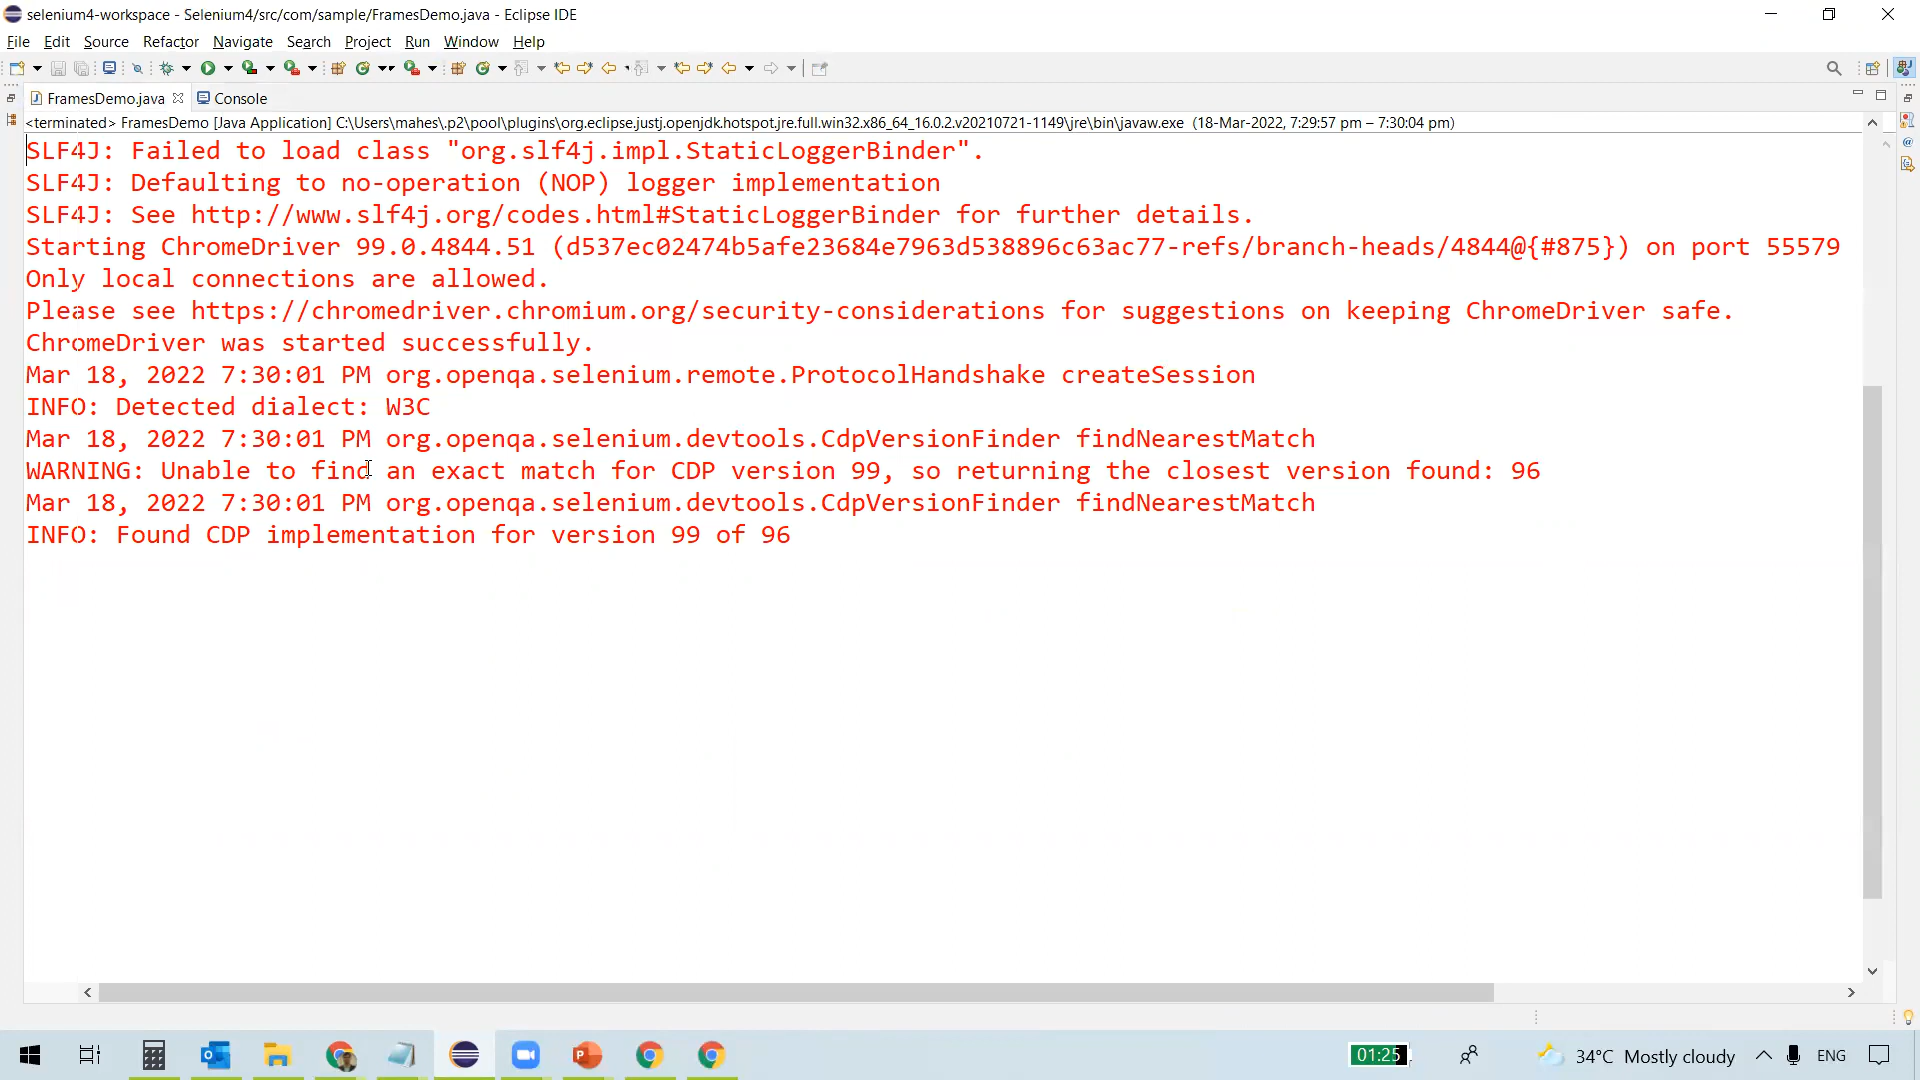 selenium4-workspace - Selenium4/src/com/sample/FramesDemo.java - Eclipse IDE
File Edit Source Refactor Navigate Search Project Run Window Help
FramesDemo.java Console
<terminated> FramesDemo [Java Application] C:\Users\mahes\.p2\pool\plugins\org.eclipse.justj.openjdk.hotspot.jre.full.win32.x86_64_16.0.2.v20210721-1149\jre\bin\javaw.exe (18-Mar-2022, 7:29:57 pm – 7:30:04 pm)
SLF4J: Failed to load class "org.slf4j.impl.StaticLoggerBinder".
SLF4J: Defaulting to no-operation (NOP) logger implementation
SLF4J: See http://www.slf4j.org/codes.html#StaticLoggerBinder for further details.
Starting ChromeDriver 99.0.4844.51 (d537ec02474b5afe23684e7963d538896c63ac77-refs/branch-heads/4844@{#875}) on port 55579
Only local connections are allowed.
Please see https://chromedriver.chromium.org/security-considerations for suggestions on keeping ChromeDriver safe.
ChromeDriver was started successfully.
Mar 18, 2022 7:30:01 PM org.openqa.selenium.remote.ProtocolHandshake createSession
INFO: Detected dialect: W3C
Mar 18, 2022 7:30:01 PM org.openqa.selenium.devtools.CdpVersionFinder findNearestMatch
WARNING: Unable to find an exact match for CDP version 99, so returning the closest version found: 96
Mar 18, 2022 7:30:01 PM org.openqa.selenium.devtools.CdpVersionFinder findNearestMatch
INFO: Found CDP implementation for version 99 of 96
01:25 34°C Mostly cloudy ENG